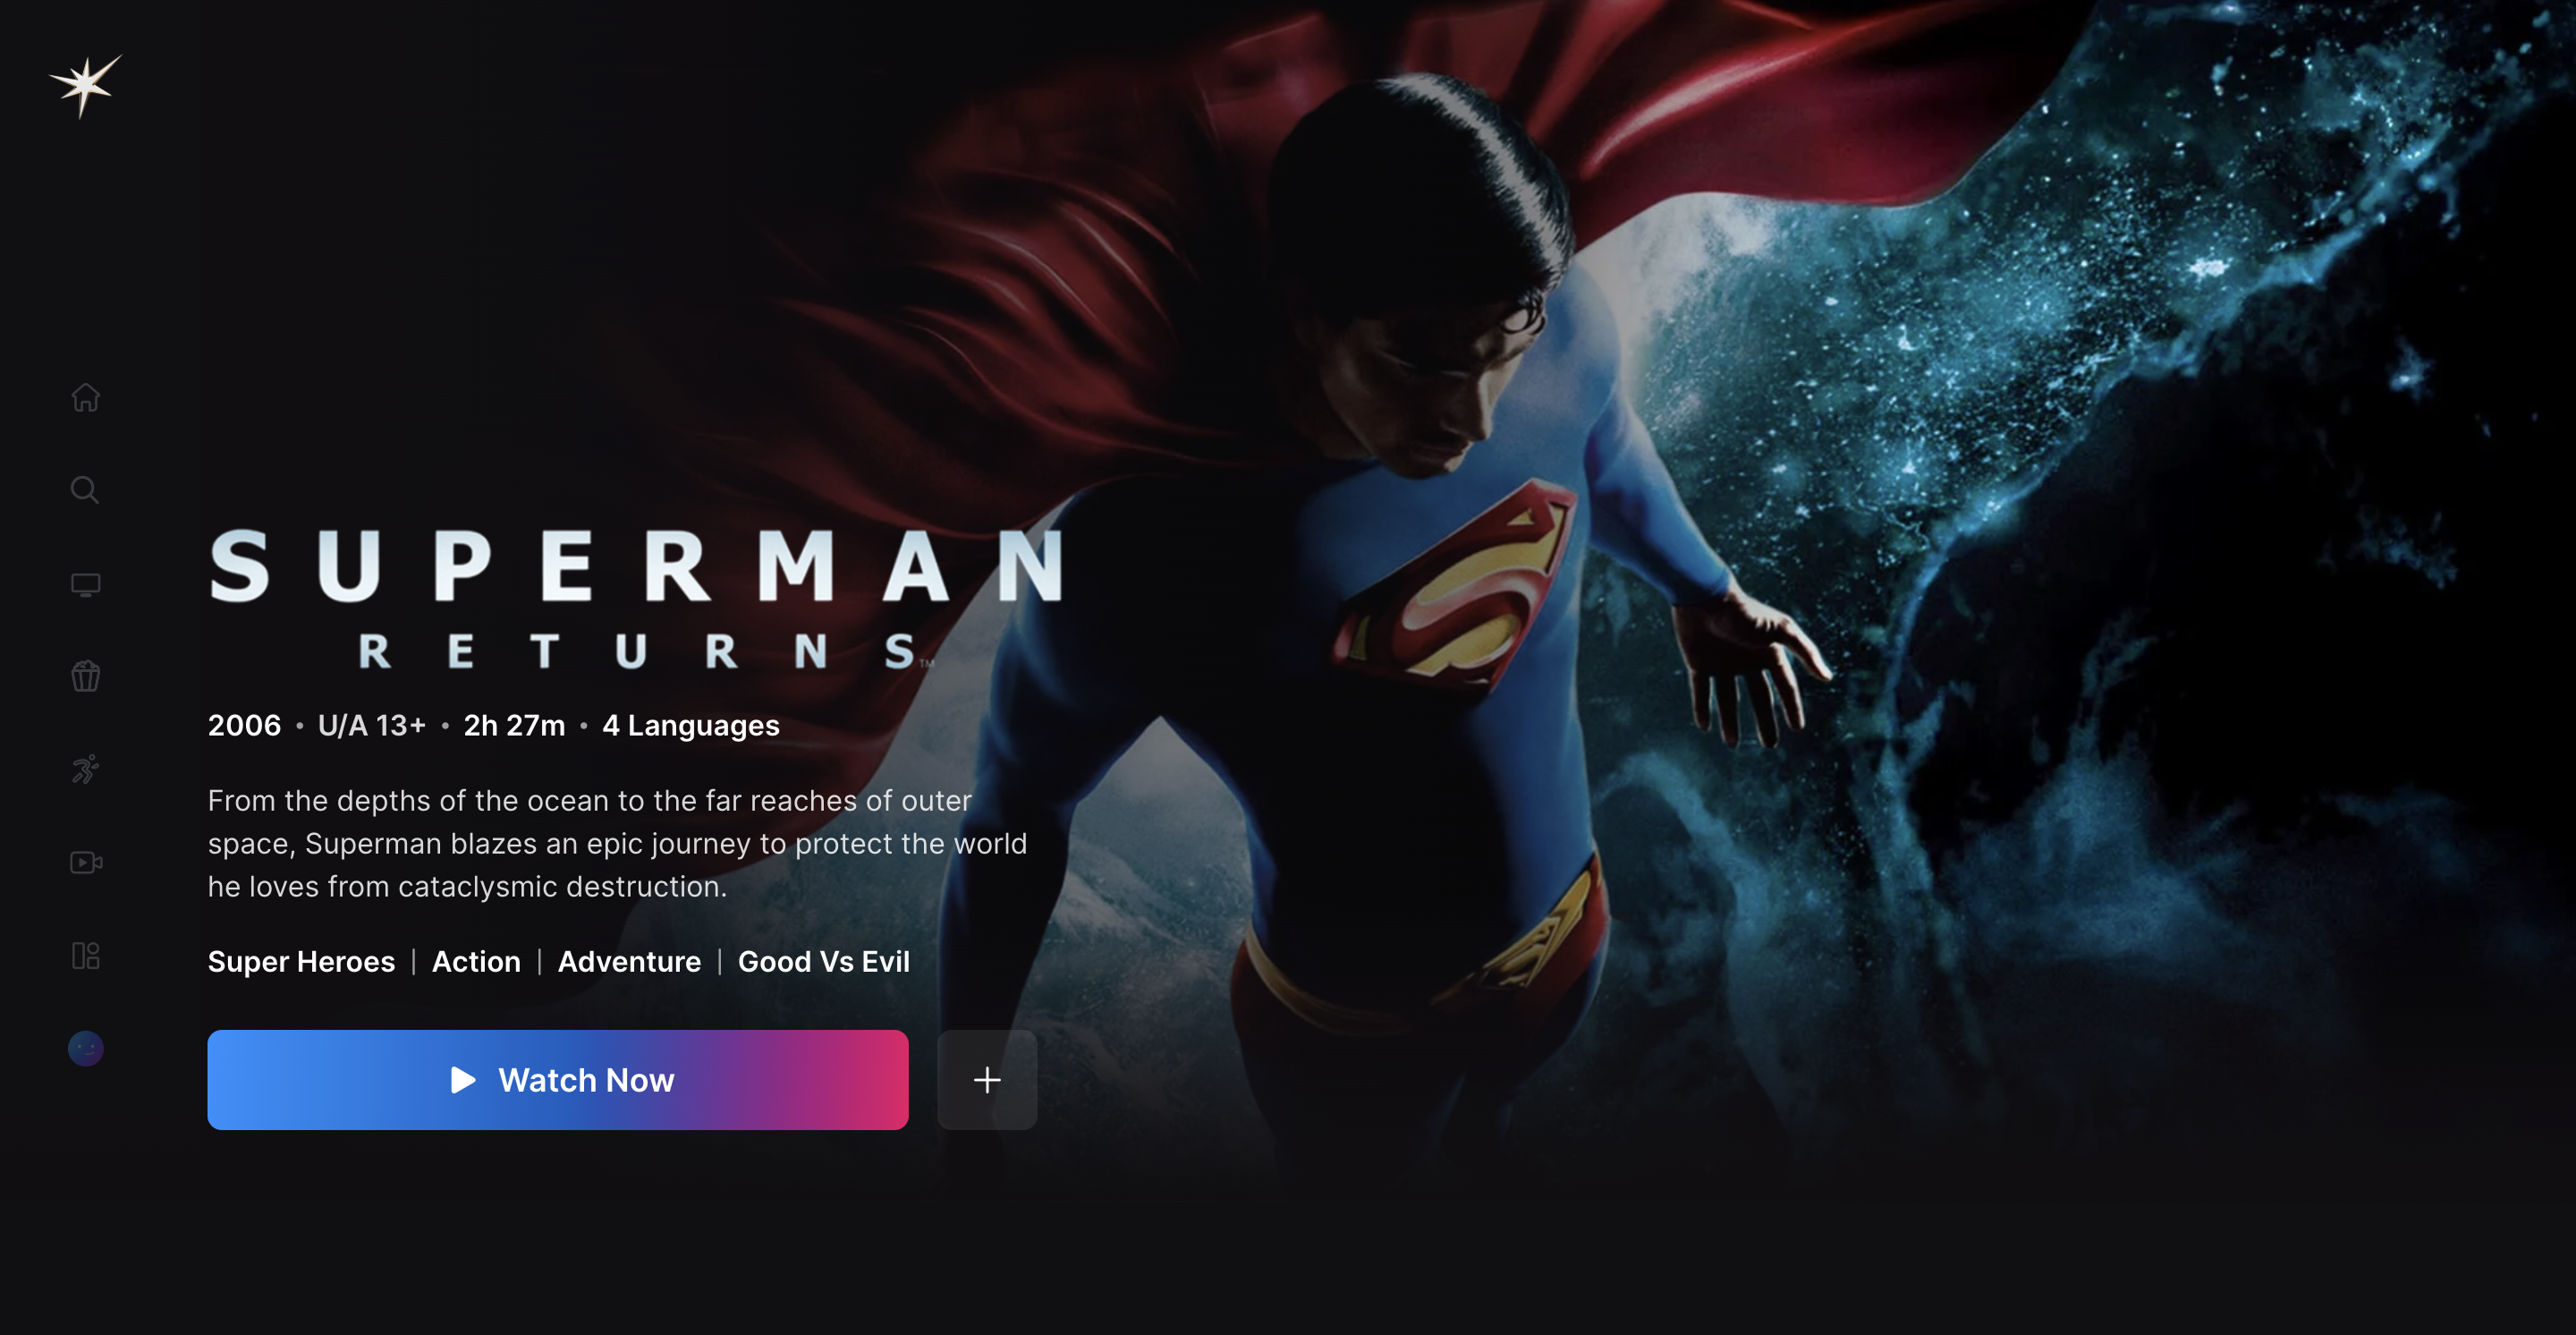 SUPERMAN
RETURNS™
2006 • U/A 13+ • 2h 27m • 4 Languages
From the depths of the ocean to the far reaches of outer
space, Superman blazes an epic journey to protect the world
he loves from cataclysmic destruction.
Super Heroes | Action | Adventure | Good Vs Evil
Watch Now